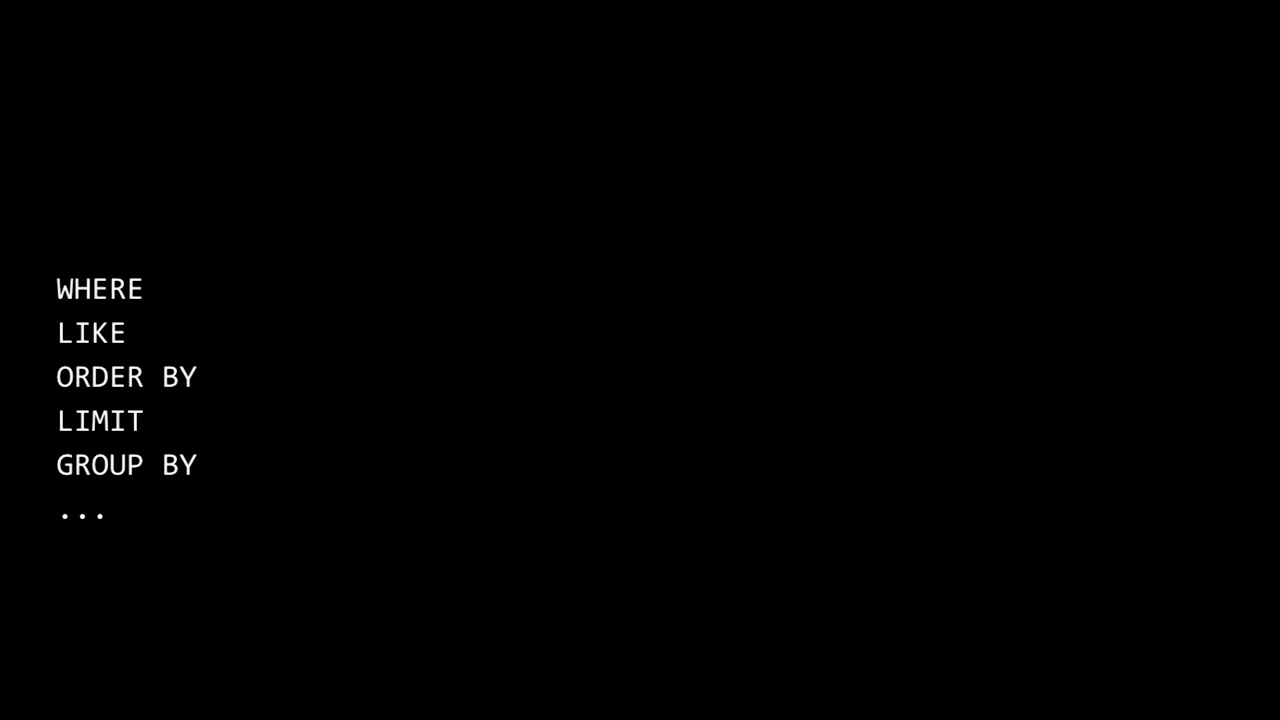 WHERE
LIKE
ORDER BY
LIMIT
GROUP BY
...